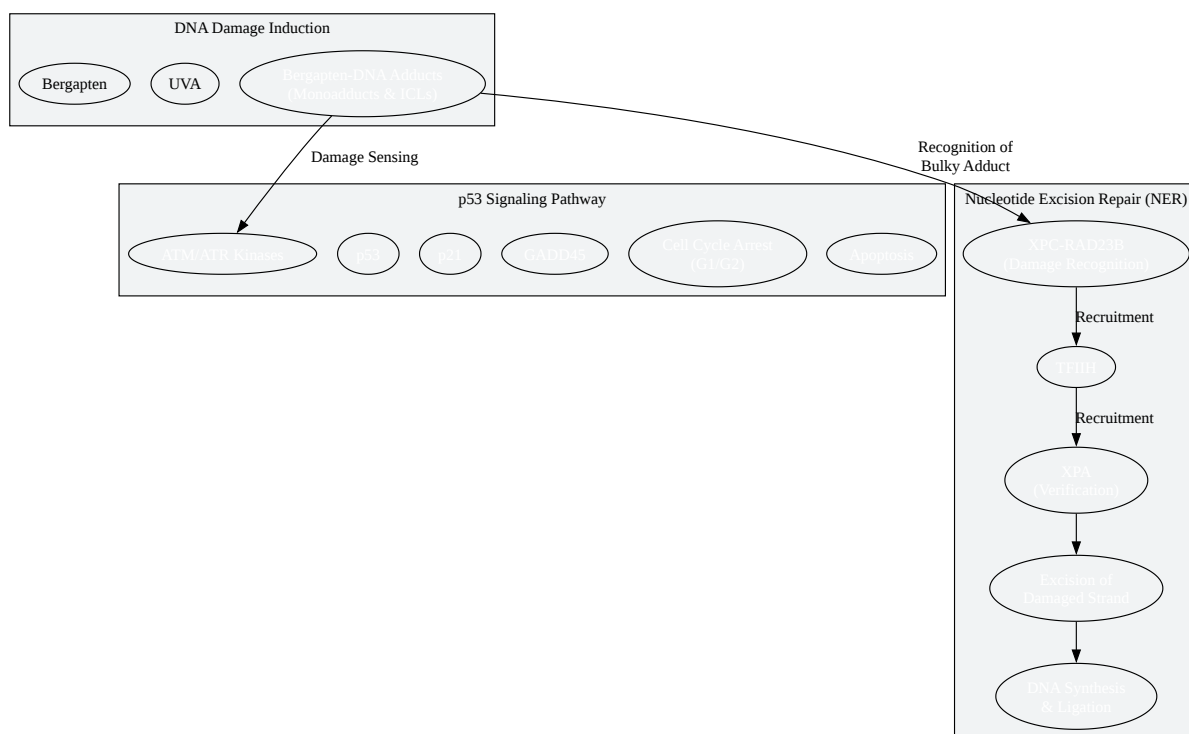 DNA Damage Induction
Bergapten
UVA
Bergapten-DNA Adducts
(Monoadducts & ICLs)
Damage Sensing
Recognition of
Bulky Adduct
p53 Signaling Pathway
ATM/ATR Kinases
p53
p21
GADD45
Cell Cycle Arrest
(G1/G2)
Apoptosis
Nucleotide Excision Repair (NER)
XPC-RAD23B
(Damage Recognition)
Recruitment
TFIIH
Recruitment
XPA
(Verification)
Excision of
Damaged Strand
DNA Synthesis
& Ligation